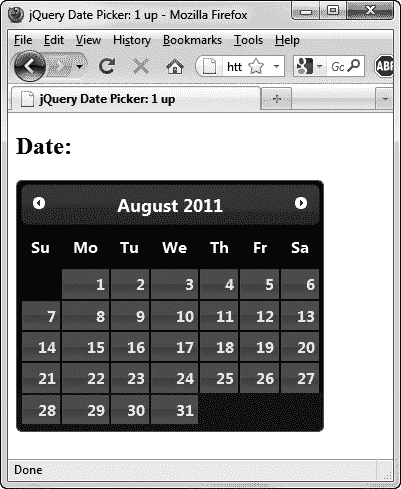 jQuery Date Picker: 1 up - Mozilla Firefox
File Edit View History Bookmarks Tools Help
htt Gc ABP
jQuery Date Picker: 1 up
Date:
August 2011
Su Mo Tu We Th Fr Sa
1 2 3 4 5 6
7 8 9 10 11 12 13
14 15 16 17 18 19 20
21 22 23 24 25 26 27
28 29 30 31
Done